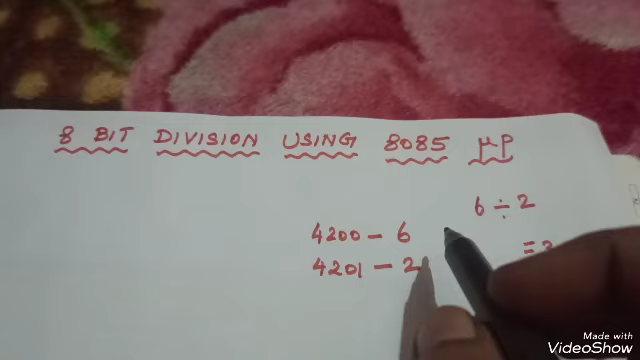 8 BIT DIVISION USING 8085 μP
6 ÷ 2
4200 - 6
4201 - 2
=
Made with
VideoShow